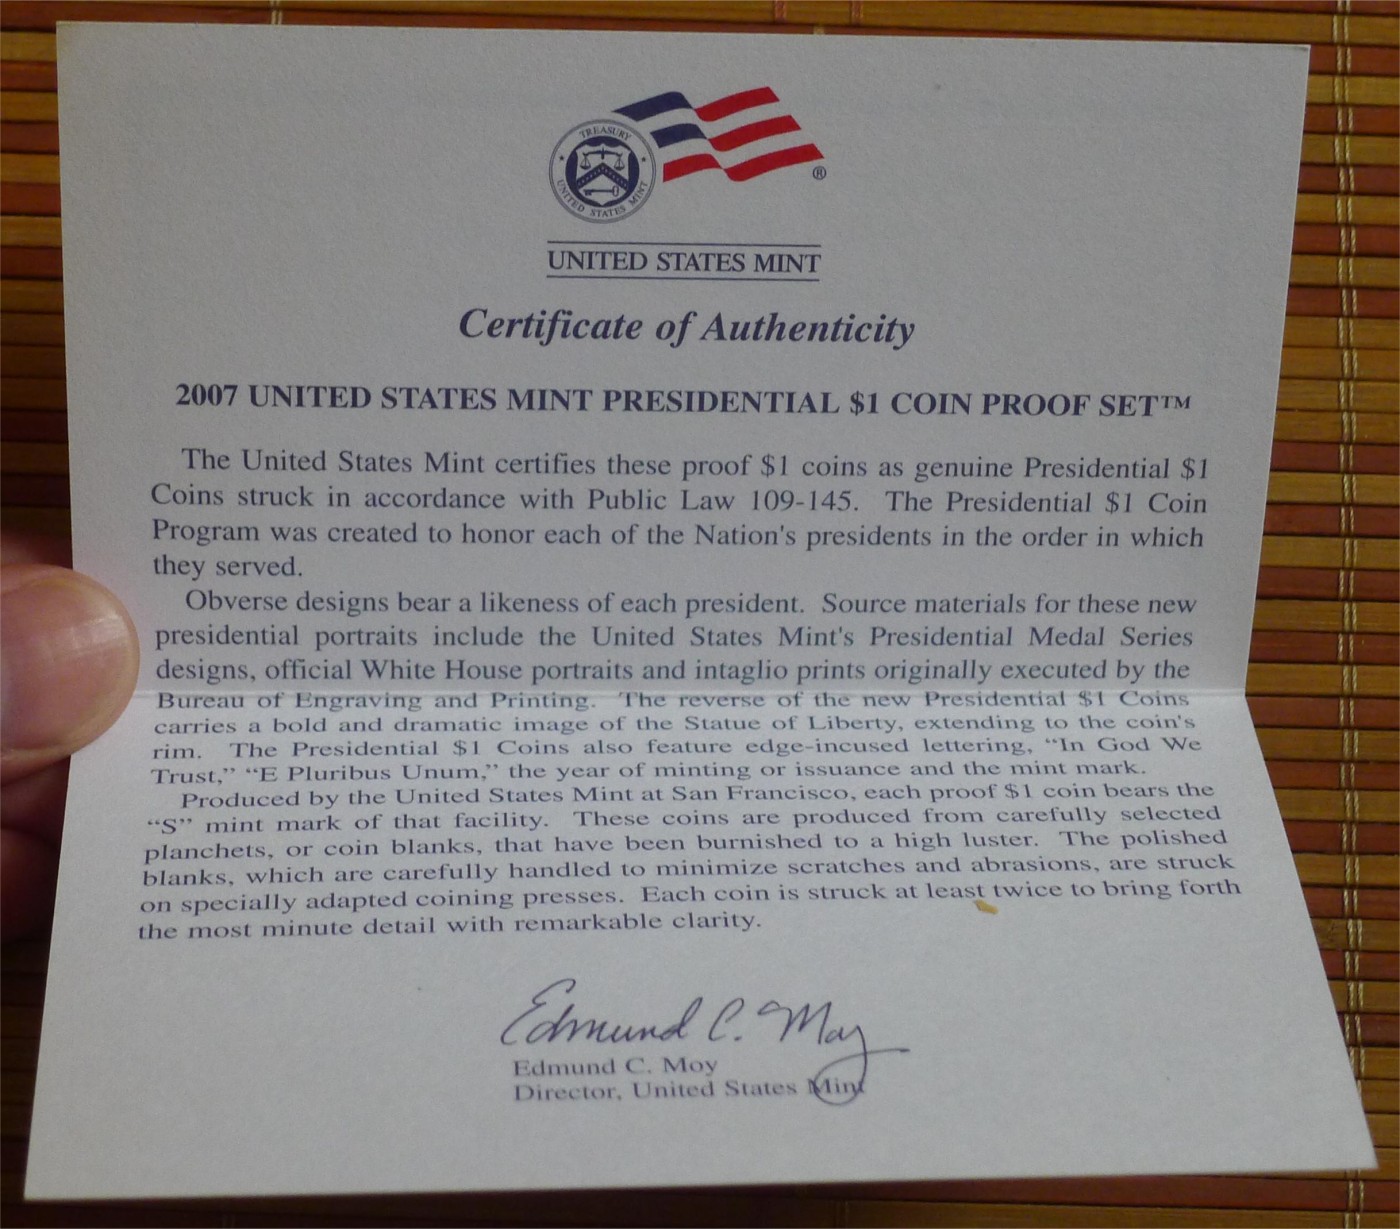 TREASURY
UNITED STATES MINT
®
UNITED STATES MINT
Certificate of Authenticity
2007 UNITED STATES MINT PRESIDENTIAL $1 COIN PROOF SET™
The United States Mint certifies these proof $1 coins as genuine Presidential $1
Coins struck in accordance with Public Law 109-145. The Presidential $1 Coin
Program was created to honor each of the Nation's presidents in the order in which
they served.
Obverse designs bear a likeness of each president. Source materials for these new
presidential portraits include the United States Mint's Presidential Medal Series
designs, official White House portraits and intaglio prints originally executed by the
Bureau of Engraving and Printing. The reverse of the new Presidential $1 Coins
carries a bold and dramatic image of the Statue of Liberty, extending to the coin's
rim. The Presidential $1 Coins also feature edge-incused lettering, “In God We
Trust,” “E Pluribus Unum,” the year of minting or issuance and the mint mark.
Produced by the United States Mint at San Francisco, each proof $1 coin bears the
“S” mint mark of that facility. These coins are produced from carefully selected
planchets, or coin blanks, that have been burnished to a high luster. The polished
blanks, which are carefully handled to minimize scratches and abrasions, are struck
on specially adapted coining presses. Each coin is struck at least twice to bring forth
the most minute detail with remarkable clarity.
Edmund C. Moy
Edmund C. Moy
Director, United States Mint